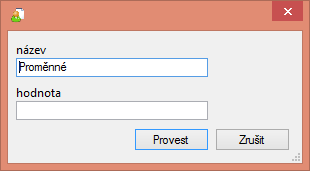 název
Proměnné
hodnota
Provest
Zrušit